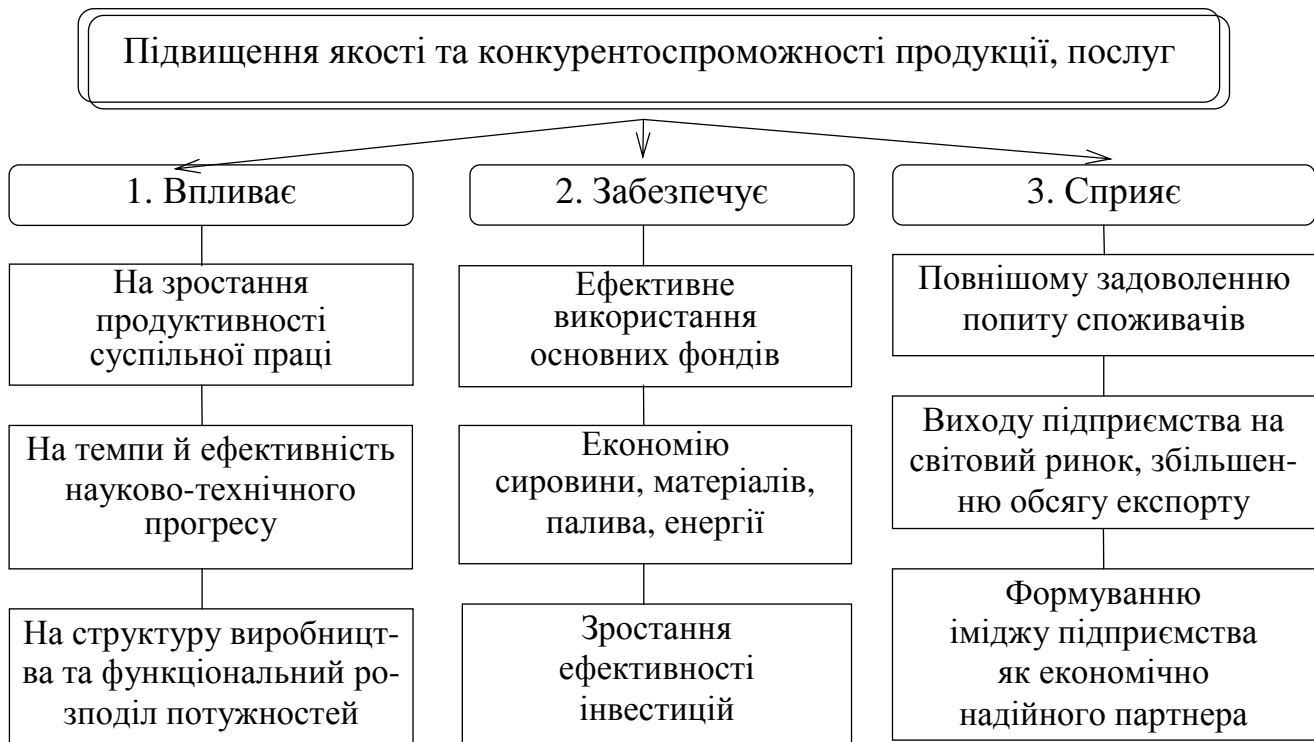 Підвищення якості та конкурентоспроможності продукції, послуг
1. Впливає
На зростання
продуктивності
суспільної праці
На темпи й ефективність
науково-технічного
прогресу
На структуру виробницт-
ва та функціональний ро-
зподіл потужностей
2. Забезпечує
Ефективне
використання
основних фондів
Економію
сировини, матеріалів,
палива, енергії
Зростання
ефективності
інвестицій
3. Сприяє
Повнішому задоволенню
попиту споживачів
Виходу підприємства на
світовий ринок, збільшен-
ню обсягу експорту
Формуванню
іміджу підприємства
як економічно
надійного партнера